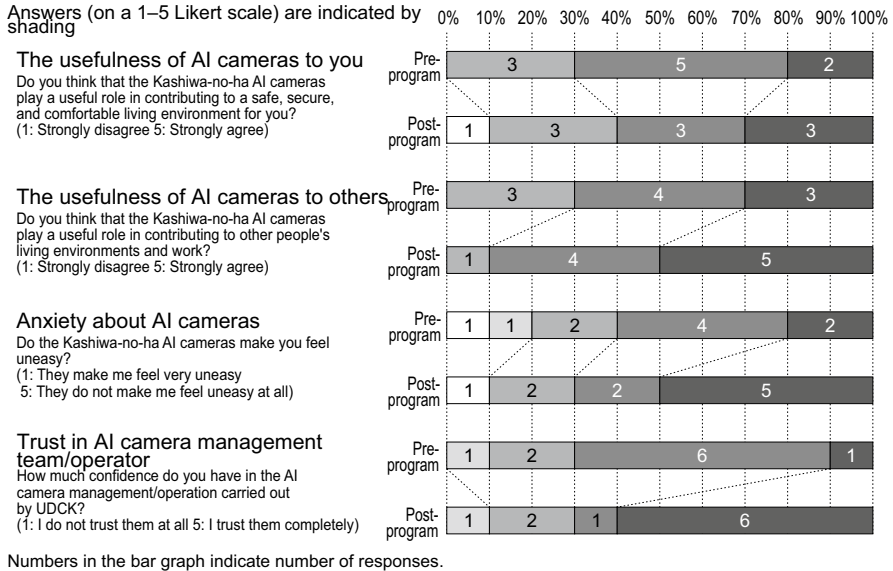 Answers (on a 1–5 Likert scale) are indicated by
shading
0% 10% 20% 30% 40% 50% 60% 70% 80% 90% 100%
The usefulness of AI cameras to you
Do you think that the Kashiwa-no-ha AI cameras
play a useful role in contributing to a safe, secure,
and comfortable living environment for you?
(1: Strongly disagree 5: Strongly agree)
Pre-
program
3 5 2
Post-
program
1 3 3 3
The usefulness of AI cameras to others
Do you think that the Kashiwa-no-ha AI cameras
play a useful role in contributing to other people's
living environments and work?
(1: Strongly disagree 5: Strongly agree)
Pre-
program
3 4 3
Post-
program
1 4 5
Anxiety about AI cameras
Do the Kashiwa-no-ha AI cameras make you feel
uneasy?
(1: They make me feel very uneasy
5: They do not make me feel uneasy at all)
Pre-
program
1 1 2 4 2
Post-
program
1 2 2 5
Trust in AI camera management
team/operator
How much confidence do you have in the AI
camera management/operation carried out
by UDCK?
(1: I do not trust them at all 5: I trust them completely)
Pre-
program
1 2 6 1
Post-
program
1 2 1 6
Numbers in the bar graph indicate number of responses.